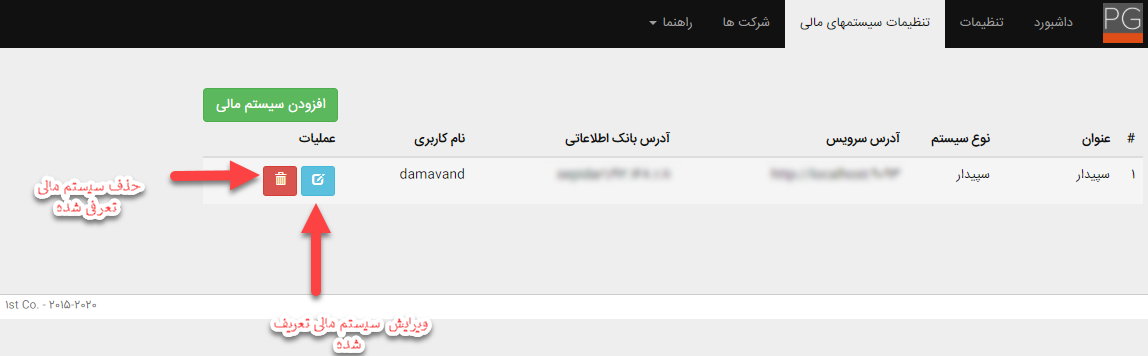 PG
داشبورد
تنظیمات
تنظیمات سیستمهای مالی
شرکت ها
راهنما
افزودن سیستم مالی
# عنوان نوع سیستم آدرس سرویس آدرس بانک اطلاعاتی نام کاربری عملیات
۱ سپیدار سپیدار damavand
حذف سیستم مالی
تعرفی شده
ویرایش سیستم مالی تعریف
شده
1st Co. - ۲۰۱۵-۲۰۲۰